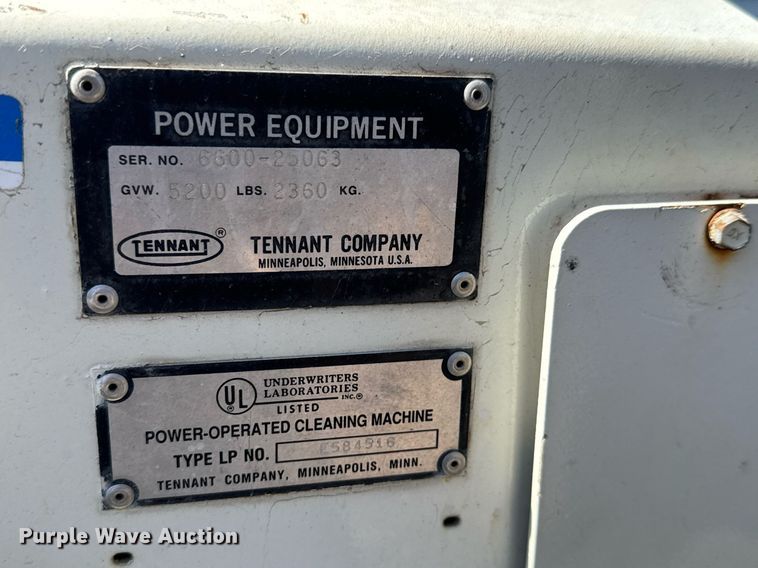 POWER EQUIPMENT
SER. NO. 6600-25063
GVW. 5200 LBS. 2360 KG.
TENNANT ® TENNANT COMPANY
MINNEAPOLIS, MINNESOTA U.S.A.
UL UNDERWRITERS
LABORATORIES
INC.®
LISTED
POWER-OPERATED CLEANING MACHINE
TYPE LP NO.
TENNANT COMPANY, MINNEAPOLIS, MINN.
Purple Wave Auction